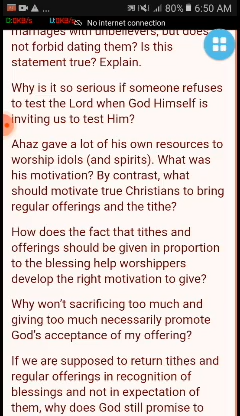 80% 6:50 AM
No internet connection
marriages with unbelievers, but does
not forbid dating them? Is this
statement true? Explain.
Why is it so serious if someone refuses
to test the Lord when God Himself is
inviting us to test Him?
Ahaz gave a lot of his own resources to
worship idols (and spirits). What was
his motivation? By contrast, what
should motivate true Christians to bring
regular offerings and the tithe?
How does the fact that tithes and
offerings should be given in proportion
to the blessing help worshippers
develop the right motivation to give?
Why won't sacrificing too much and
giving too much necessarily promote
God's acceptance of my offering?
If we are supposed to return tithes and
regular offerings in recognition of
blessings and not in expectation of
them, why does God still promise to